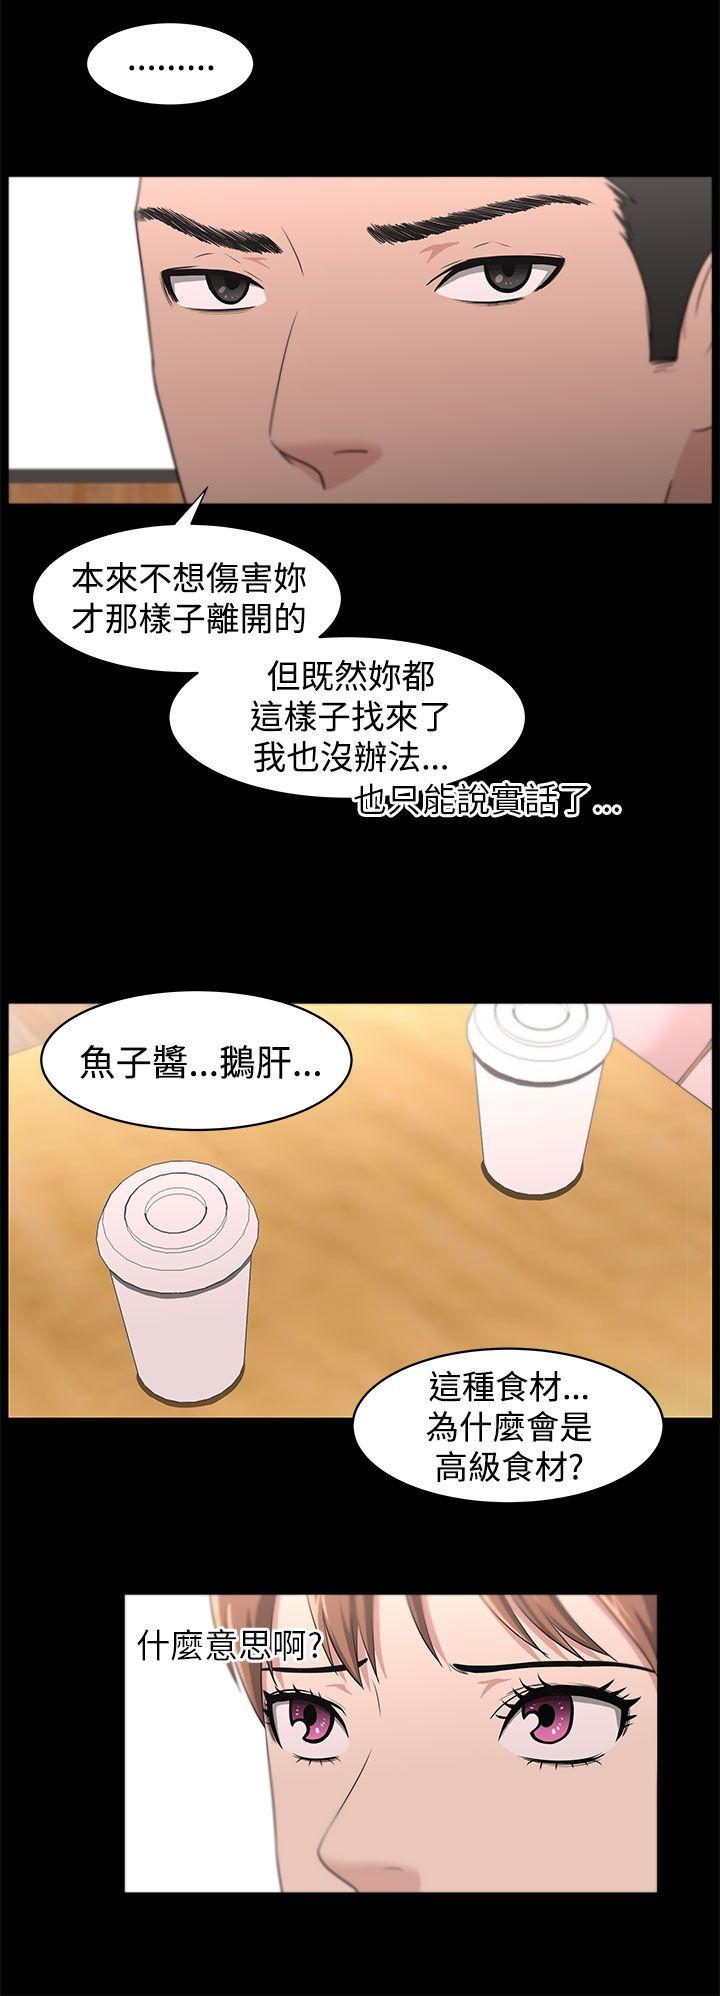 ………
本來不想傷害妳
才那樣子離開的
但既然妳都
這樣子找來了
我也沒辦法...
也只能說實話了...
魚子醬...鵝肝...
這種食材...
為什麼會是
高級食材?
什麼意思啊?